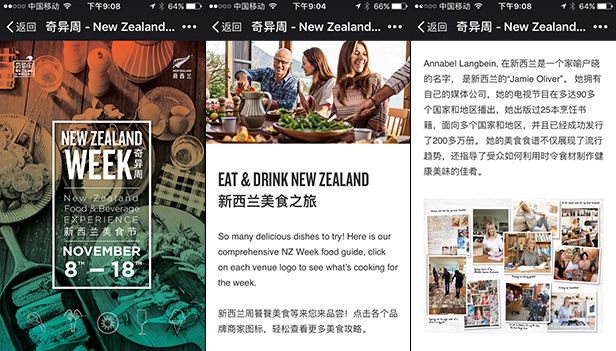 中国移动 下午9:08 64%
返回 奇异周 - New Zealand...
新西兰
NEW ZEALAND
WEEK 奇异周
New Zealand
Food & Beverage
EXPERIENCE
新西兰美食节
NOVEMBER
8TH – 18TH
中国移动 下午9:04 66%
返回 奇异周 - New Zealand...
EAT & DRINK NEW ZEALAND
新西兰美食之旅
So many delicious dishes to try! Here is our
comprehensive NZ Week food guide, click
on each venue logo to see what's cooking for
the week.
新西兰周饕餮美食等来您来品尝！点击各个品
牌商家图标，轻松查看更多美食攻略。
中国移动 下午9:08 64%
返回 奇异周 - New Zealand...
Annabel Langbein, 在新西兰是一个家喻户晓
的名字， 是新西兰的“Jamie Oliver”。 她拥有
自己的媒体公司，她的电视节目在多达90多
个国家和地区播出，她出版过25本烹饪书
籍，面向多个国家和地区，并且已经成功发行
了200多万册。 她的美食食谱不仅展现了流行
趋势，还指导了受众如何利用时令食材制作健
康美味的佳肴。